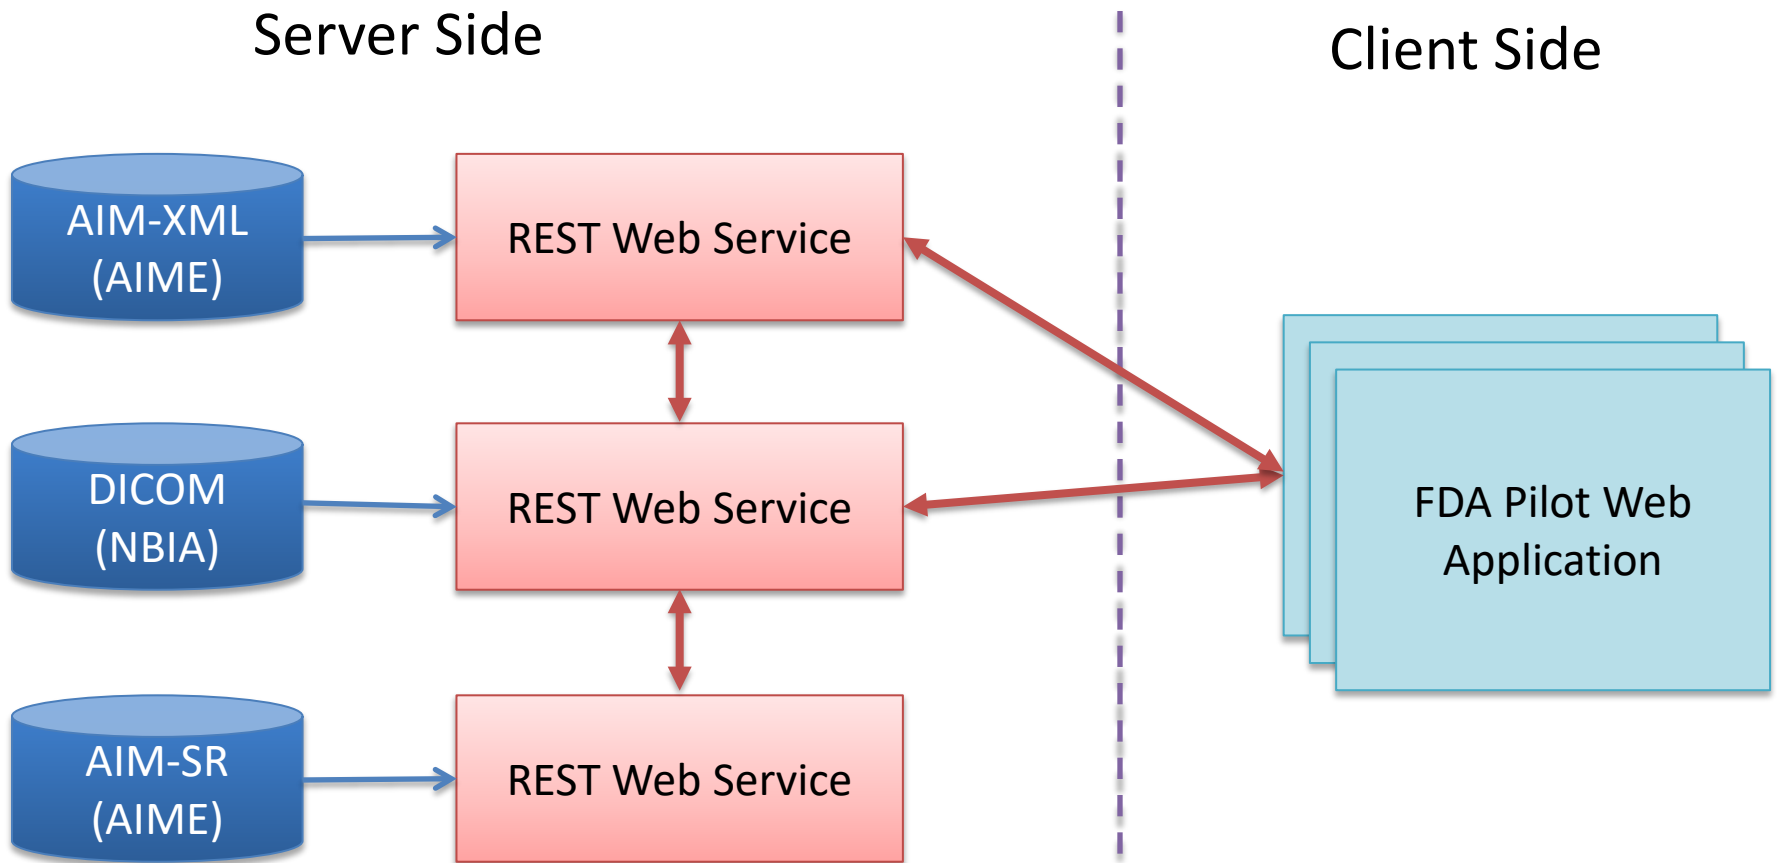 Server Side
Client Side
AIM-XML
(AIME)
REST Web Service
DICOM
(NBIA)
REST Web Service
FDA Pilot Web
Application
AIM-SR
(AIME)
REST Web Service